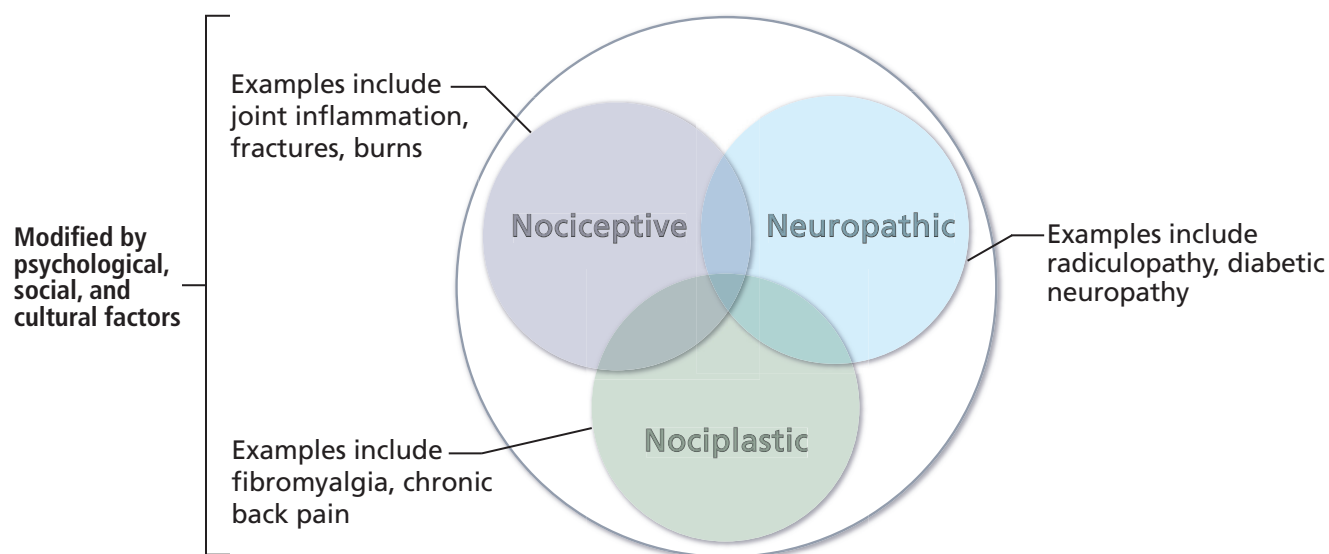 Examples include
joint inflammation,
fractures, burns
Nociceptive
Neuropathic
Modified by
psychological,
social, and
cultural factors
Examples include
radiculopathy, diabetic
neuropathy
Nociplastic
Examples include
fibromyalgia, chronic
back pain